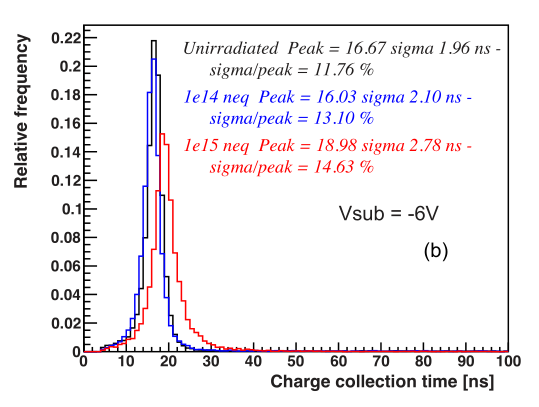 Relative frequency
0.22
0.2
0.18
0.16
0.14
0.12
0.1
0.08
0.06
0.04
0.02
0
Unirradiated Peak = 16.67 sigma 1.96 ns -
sigma/peak = 11.76 %
1e14 neq Peak = 16.03 sigma 2.10 ns -
sigma/peak = 13.10 %
1e15 neq Peak = 18.98 sigma 2.78 ns -
sigma/peak = 14.63 %
Vsub = -6V
(b)
0 10 20 30 40 50 60 70 80 90 100
Charge collection time [ns]